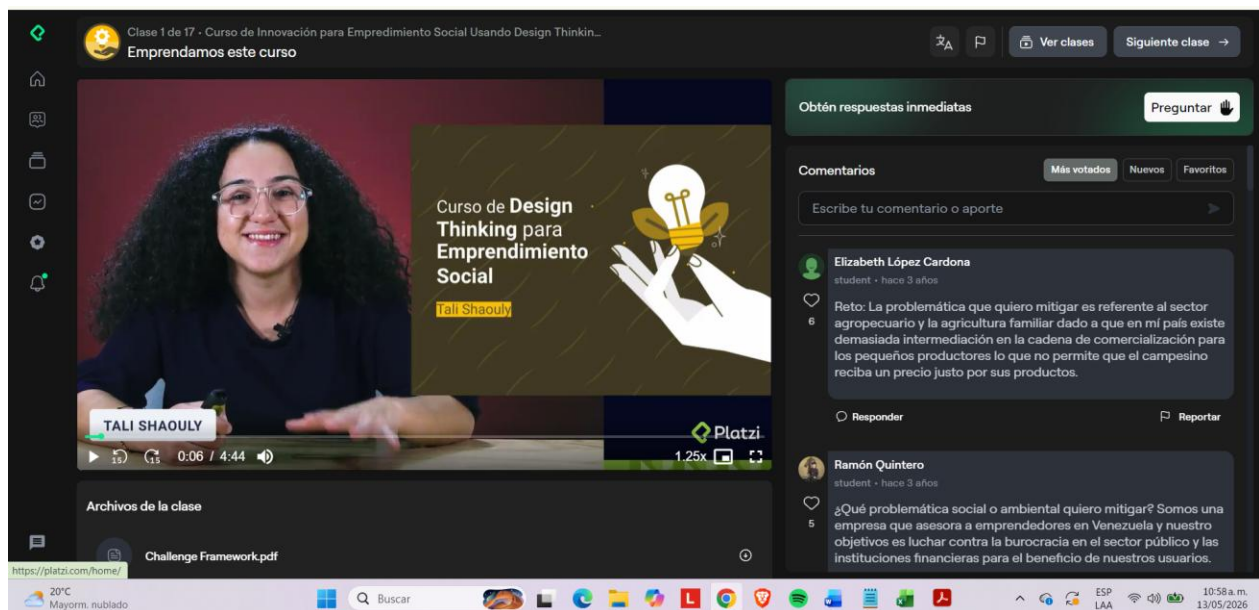 Clase 1 de 17 • Curso de Innovación para Empredimiento Social Usando Design Thinkin...
Emprendamos este curso
Ver clases
Siguiente clase →
Curso de Design
Thinking para
Emprendimiento
Social
Tali Shaouly
TALI SHAOULY
Platzi
15
15
0:06 / 4:44
1.25x
Archivos de la clase
Challenge Framework.pdf
https://platzi.com/home/
Obtén respuestas inmediatas
Preguntar
Comentarios
Más votados
Nuevos
Favoritos
Escribe tu comentario o aporte
Elizabeth López Cardona
student • hace 3 años
6
Reto: La problemática que quiero mitigar es referente al sector
agropecuario y la agricultura familiar dado a que en mí país existe
demasiada intermediación en la cadena de comercialización para
los pequeños productores lo que no permite que el campesino
reciba un precio justo por sus productos.
Responder
Reportar
Ramón Quintero
student • hace 3 años
5
¿Qué problemática social o ambiental quiero mitigar? Somos una
empresa que asesora a emprendedores en Venezuela y nuestro
objetivos es luchar contra la burocracia en el sector público y las
instituciones financieras para el beneficio de nuestros usuarios.
20°C
Mayorm. nublado
Buscar
L
ESP
LAA
10:58 a. m.
13/05/2026